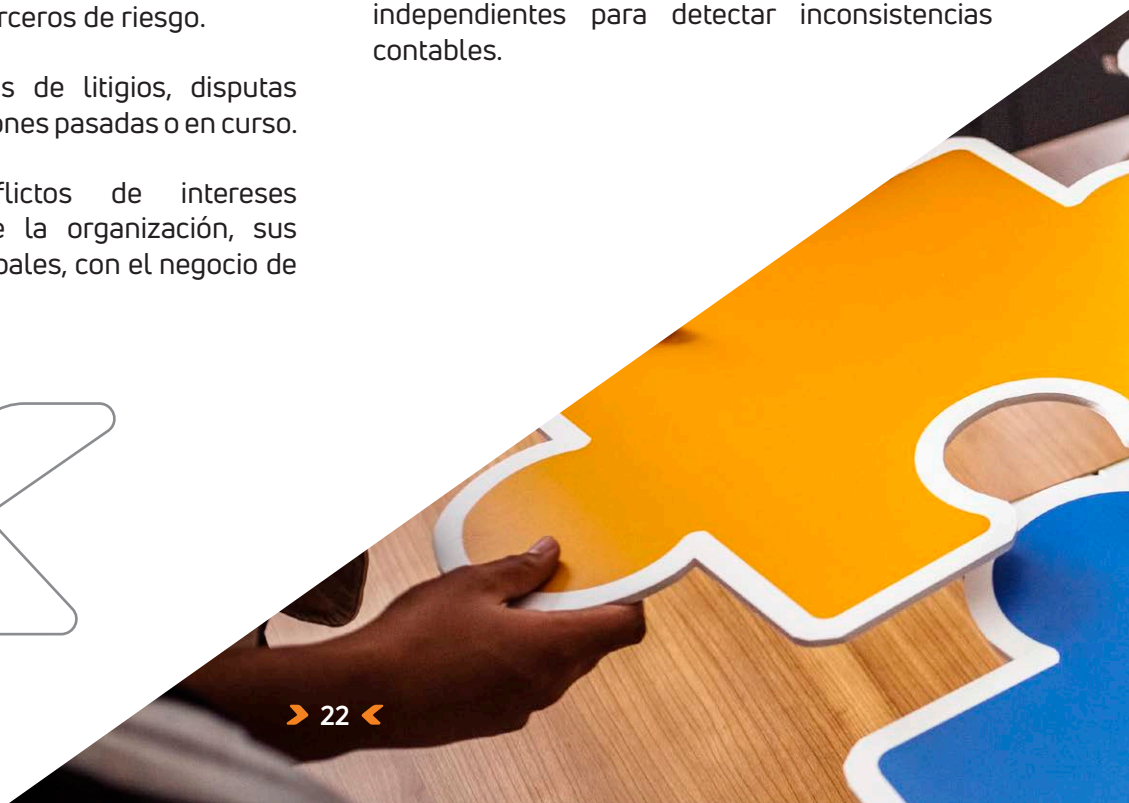 rceros de riesgo.
s de litigios, disputas
ones pasadas o en curso.
flictos de intereses
e la organización, sus
pales, con el negocio de
independientes para detectar inconsistencias
contables.
22